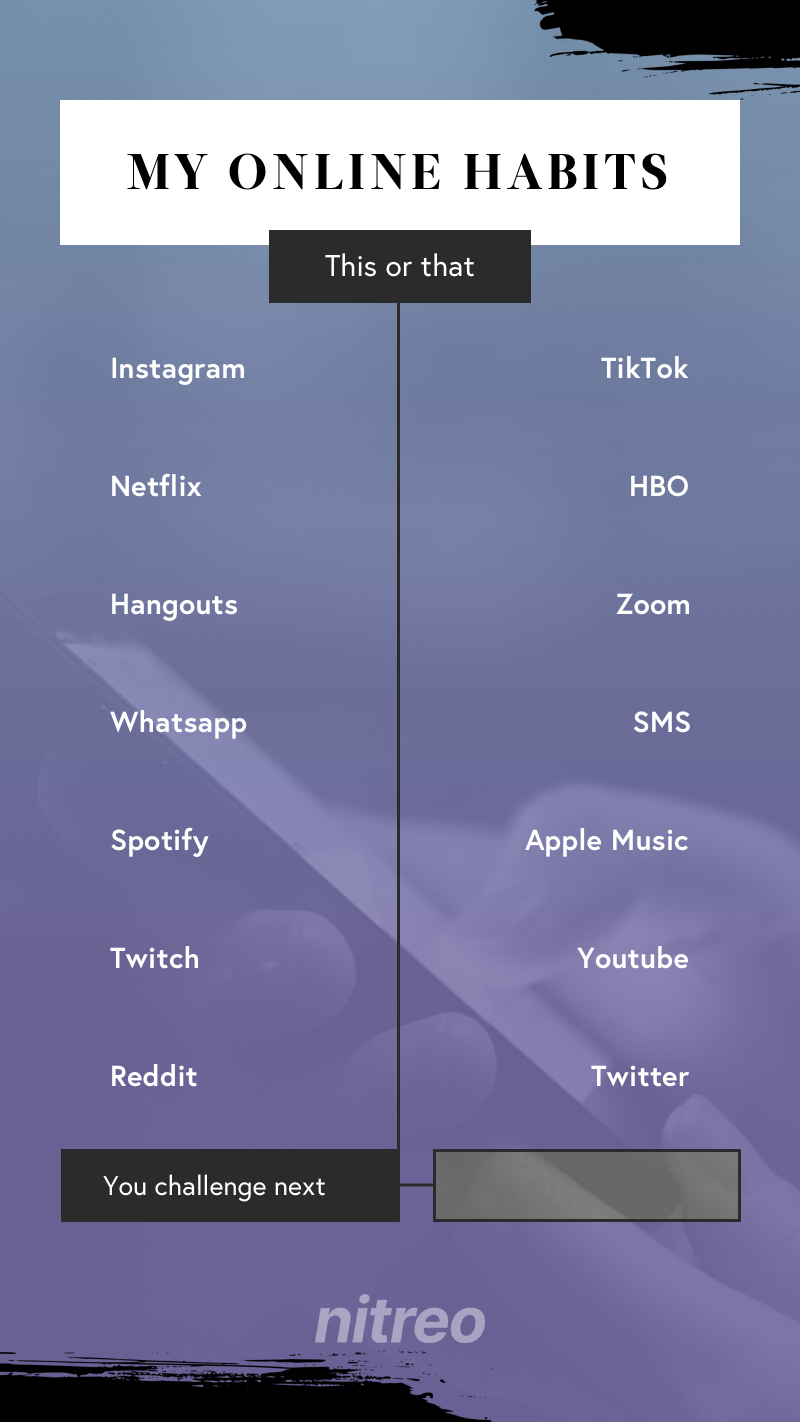 MY ONLINE HABITS
This or that
Instagram TikTok
Netflix HBO
Hangouts Zoom
Whatsapp SMS
Spotify Apple Music
Twitch Youtube
Reddit Twitter
You challenge next
nitreo